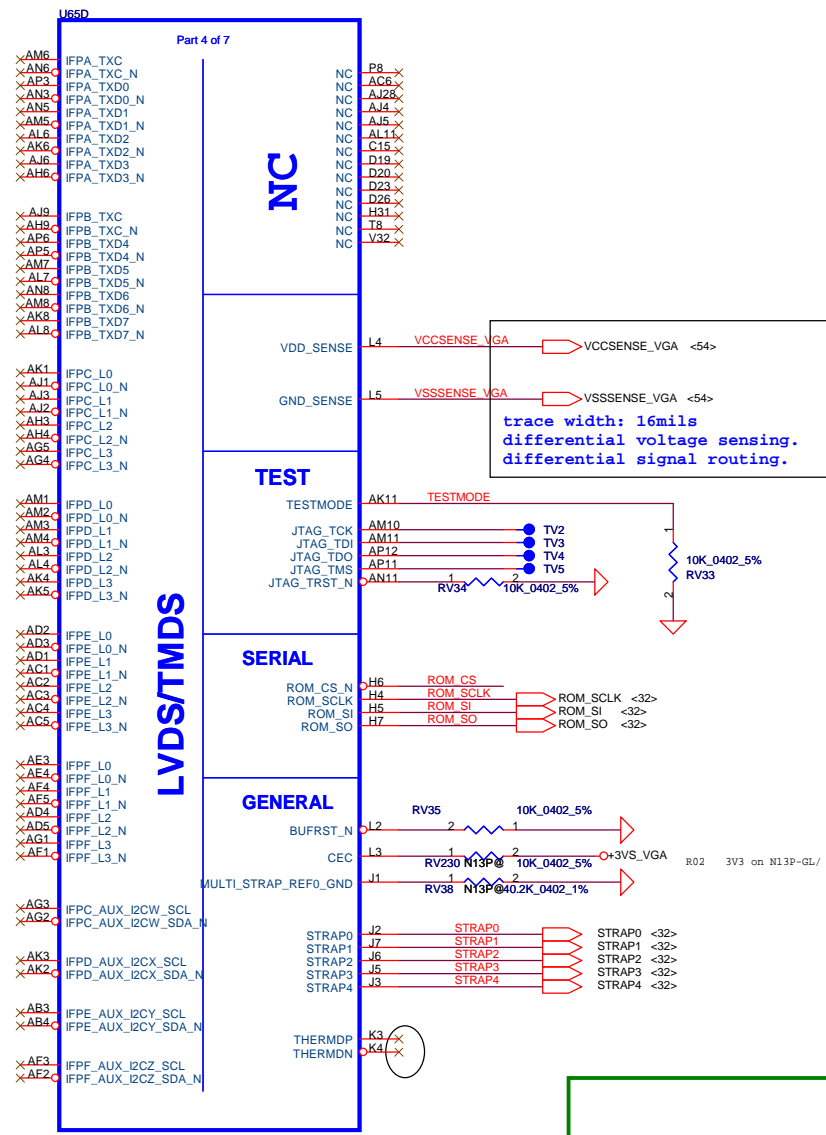 U65D
Part 4 of 7
AM6 IFPA_TXC
AN6 IFPA_TXC_N
AP3 IFPA_TXD0
AN3 IFPA_TXD0_N
AN5 IFPA_TXD1
AM5 IFPA_TXD1_N
AL6 IFPA_TXD2
AK6 IFPA_TXD2_N
AJ6 IFPA_TXD3
AH6 IFPA_TXD3_N
AJ9 IFPB_TXC
AH9 IFPB_TXC_N
AP6 IFPB_TXD4
AP5 IFPB_TXD4_N
AM7 IFPB_TXD5
AL7 IFPB_TXD5_N
AN8 IFPB_TXD6
AM8 IFPB_TXD6_N
AK8 IFPB_TXD7
AL8 IFPB_TXD7_N
AK1 IFPC_L0
AJ1 IFPC_L0_N
AJ3 IFPC_L1
AJ2 IFPC_L1_N
AH3 IFPC_L2
AH4 IFPC_L2_N
AG5 IFPC_L3
AG4 IFPC_L3_N
AM1 IFPD_L0
AM2 IFPD_L0_N
AM3 IFPD_L1
AM4 IFPD_L1_N
AL3 IFPD_L2
AL4 IFPD_L2_N
AK4 IFPD_L3
AK5 IFPD_L3_N
AD2 IFPE_L0
AD3 IFPE_L0_N
AD1 IFPE_L1
AC1 IFPE_L1_N
AC2 IFPE_L2
AC3 IFPE_L2_N
AC4 IFPE_L3
AC5 IFPE_L3_N
AE3 IFPF_L0
AE4 IFPF_L0_N
AF4 IFPF_L1
AF5 IFPF_L1_N
AD4 IFPF_L2
AD5 IFPF_L2_N
AG1 IFPF_L3
AF1 IFPF_L3_N
AG3 IFPC_AUX_I2CW_SCL
AG2 IFPC_AUX_I2CW_SDA_N
AK3 IFPD_AUX_I2CX_SCL
AK2 IFPD_AUX_I2CX_SDA_N
AB3 IFPE_AUX_I2CY_SCL
AB4 IFPE_AUX_I2CY_SDA_N
AF3 IFPF_AUX_I2CZ_SCL
AF2 IFPF_AUX_I2CZ_SDA_N
LVDS/TMDS
NC
NC P8
NC AC6
NC AJ28
NC AJ4
NC AJ5
NC AL11
NC C15
NC D19
NC D20
NC D23
NC D26
NC H31
NC T8
NC V32
VDD_SENSE L4 VCCSENSE_VGA VCCSENSE_VGA <54>
GND_SENSE L5 VSSSENSE_VGA VSSSENSE_VGA <54>
trace width: 16mils
differential voltage sensing.
differential signal routing.
TEST
TESTMODE AK11 TESTMODE
JTAG_TCK AM10 TV2
JTAG_TDI AM11 TV3
JTAG_TDO AP12 TV4
JTAG_TMS AP11 TV5
JTAG_TRST_N AN11 1 2
RV34 10K_0402_5%
1
10K_0402_5%
RV33
2
SERIAL
ROM_CS_N H6 ROM_CS
ROM_SCLK H4 ROM_SCLK ROM_SCLK <32>
ROM_SI H5 ROM_SI ROM_SI <32>
ROM_SO H7 ROM_SO ROM_SO <32>
GENERAL
RV35 10K_0402_5%
BUFRST_N L2 2 1
CEC L3 1 2 +3VS_VGA
RV230 N13P@ 10K_0402_5%
R02 3V3 on N13P-GL/
MULTI_STRAP_REF0_GND J1 1 2
RV38 N13P@ 40.2K_0402_1%
STRAP0 J2 STRAP0 STRAP0 <32>
STRAP1 J7 STRAP1 STRAP1 <32>
STRAP2 J6 STRAP2 STRAP2 <32>
STRAP3 J5 STRAP3 STRAP3 <32>
STRAP4 J3 STRAP4 STRAP4 <32>
THERMDP K3
THERMDN K4